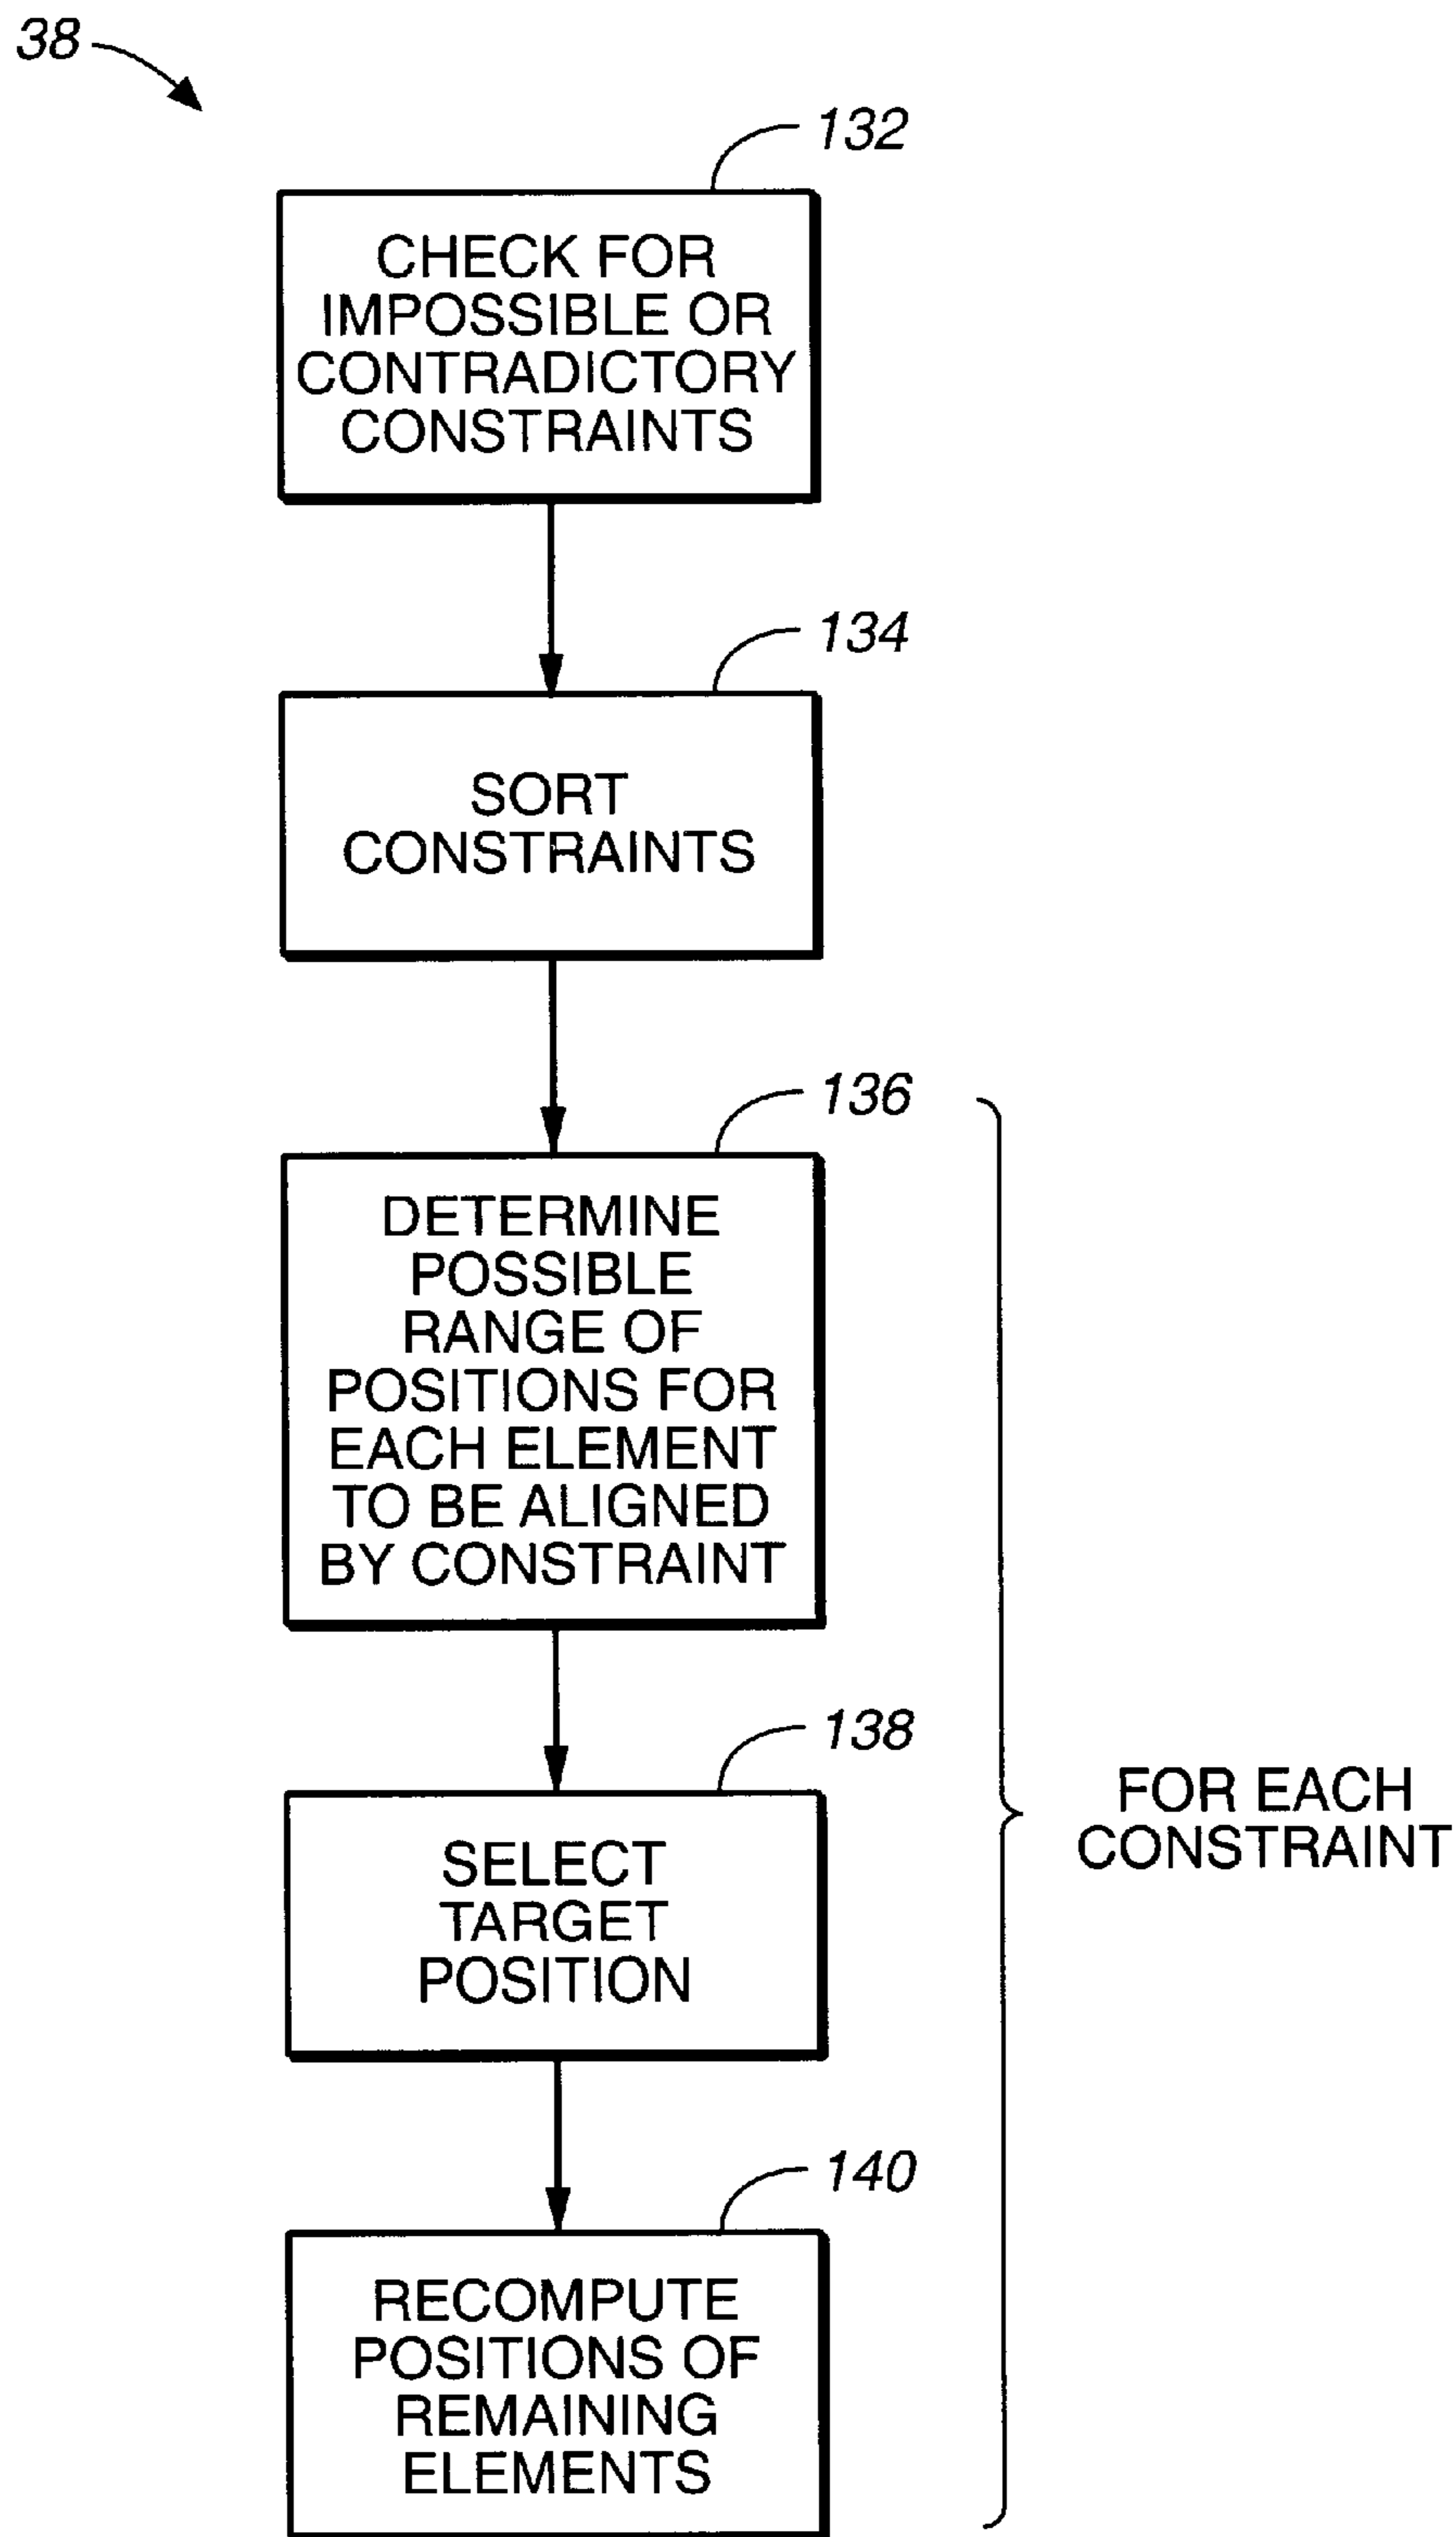 38
132
CHECK FOR
IMPOSSIBLE OR
CONTRADICTORY
CONSTRAINTS
134
SORT
CONSTRAINTS
136
DETERMINE
POSSIBLE
RANGE OF
POSITIONS FOR
EACH ELEMENT
TO BE ALIGNED
BY CONSTRAINT
138
SELECT
TARGET
POSITION
FOR EACH
CONSTRAINT
140
RECOMPUTE
POSITIONS OF
REMAINING
ELEMENTS